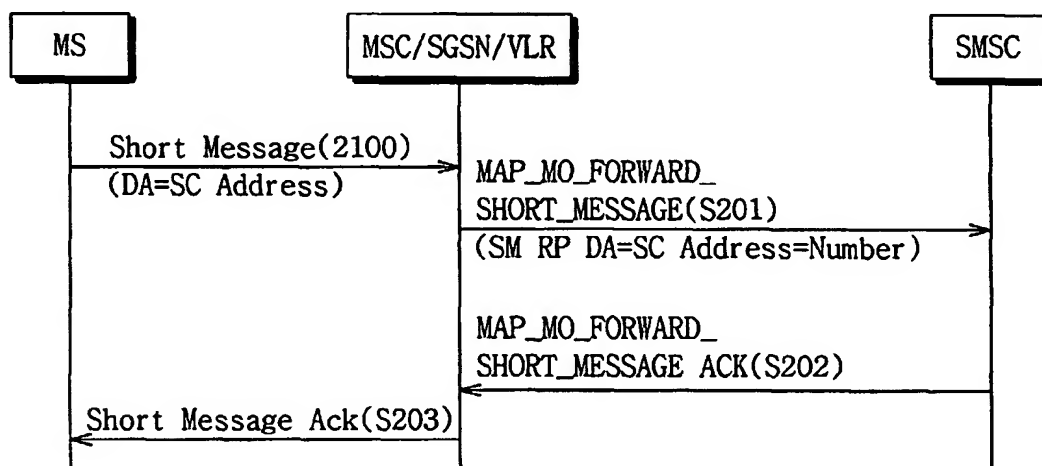 MS
MSC/SGSN/VLR
SMSC
Short Message(2100)
(DA=SC Address)
MAP_MO_FORWARD_
SHORT_MESSAGE(S201)
(SM RP DA=SC Address=Number)
MAP_MO_FORWARD_
SHORT_MESSAGE ACK(S202)
Short Message Ack(S203)